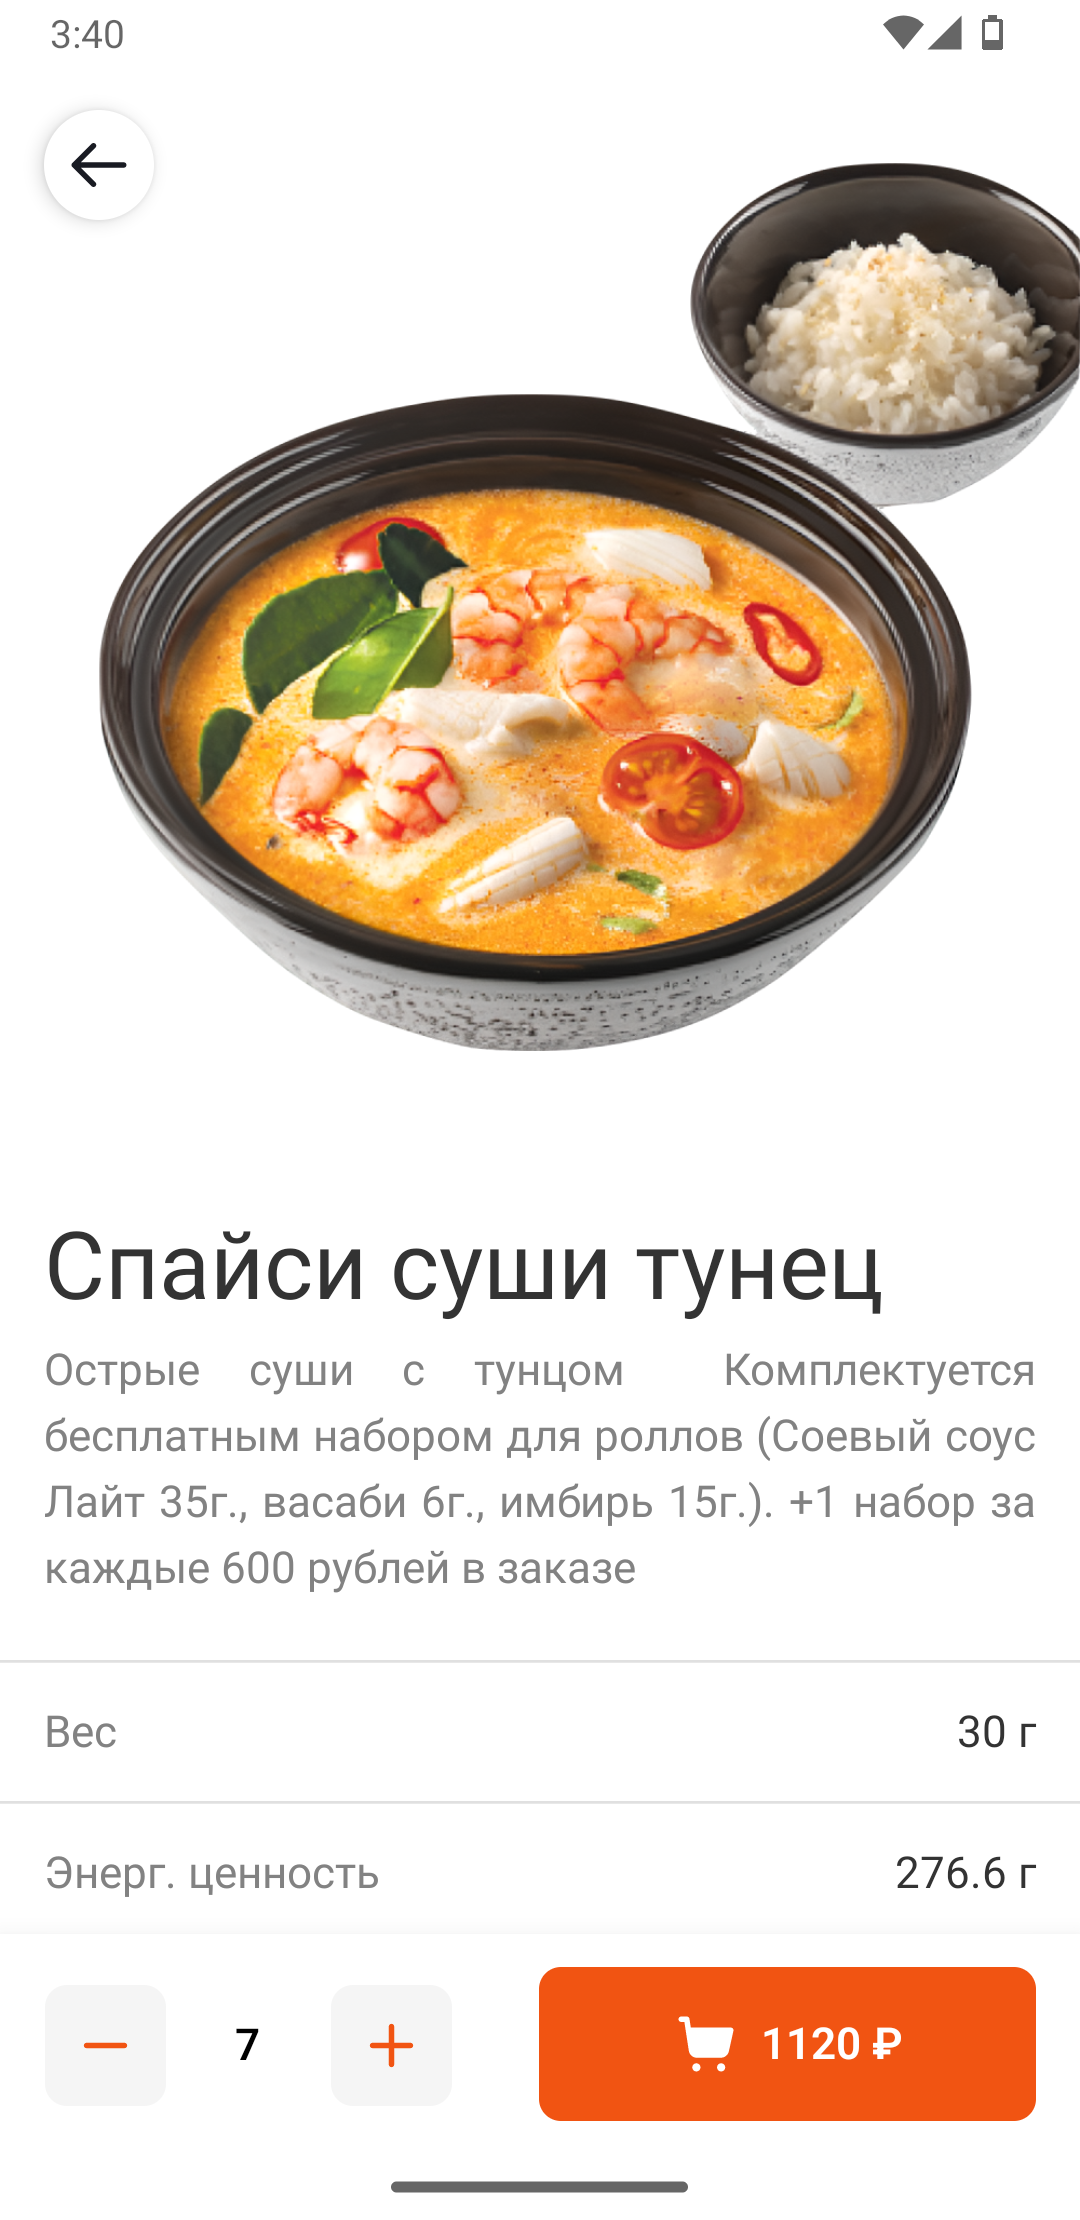 3:40
Спайси суши тунец
Острые суши с тунцом Комплектуется
бесплатным набором для роллов (Соевый соус
Лайт 35г., васаби 6г., имбирь 15г.). +1 набор за
каждые 600 рублей в заказе
Вес 30 г
Энерг. ценность 276.6 г
7 1120 ₽